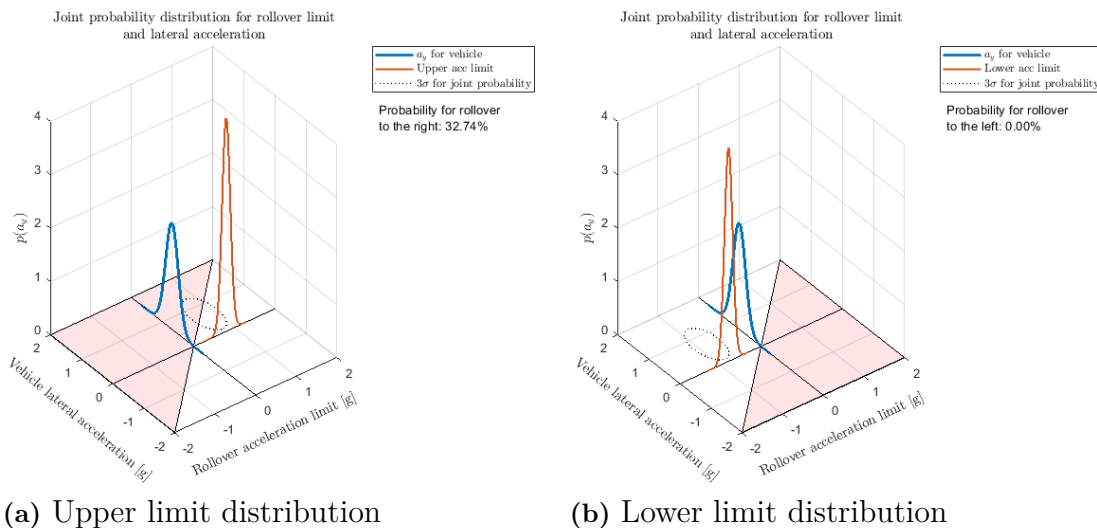 Joint probability distribution for rollover limit
and lateral acceleration
a_y for vehicle
Upper acc limit
3σ for joint probability
Probability for rollover
to the right: 32.74%
4
3
2
1
0
p(a_y)
2
1
0
-1
-2
Vehicle lateral acceleration [g]
-2
-1
0
1
2
Rollover acceleration limit [g]
(a) Upper limit distribution
Joint probability distribution for rollover limit
and lateral acceleration
a_y for vehicle
Lower acc limit
3σ for joint probability
Probability for rollover
to the left: 0.00%
4
3
2
1
0
p(a_y)
2
1
0
-1
-2
Vehicle lateral acceleration [g]
-2
-1
0
1
2
Rollover acceleration limit [g]
(b) Lower limit distribution